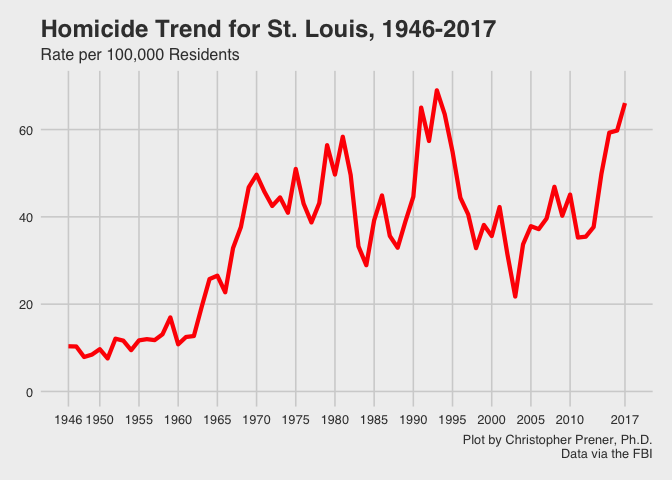 Homicide Trend for St. Louis, 1946-2017
Rate per 100,000 Residents
60
40
20
0
1946 1950 1955 1960 1965 1970 1975 1980 1985 1990 1995 2000 2005 2010 2017
Plot by Christopher Prener, Ph.D.
Data via the FBI